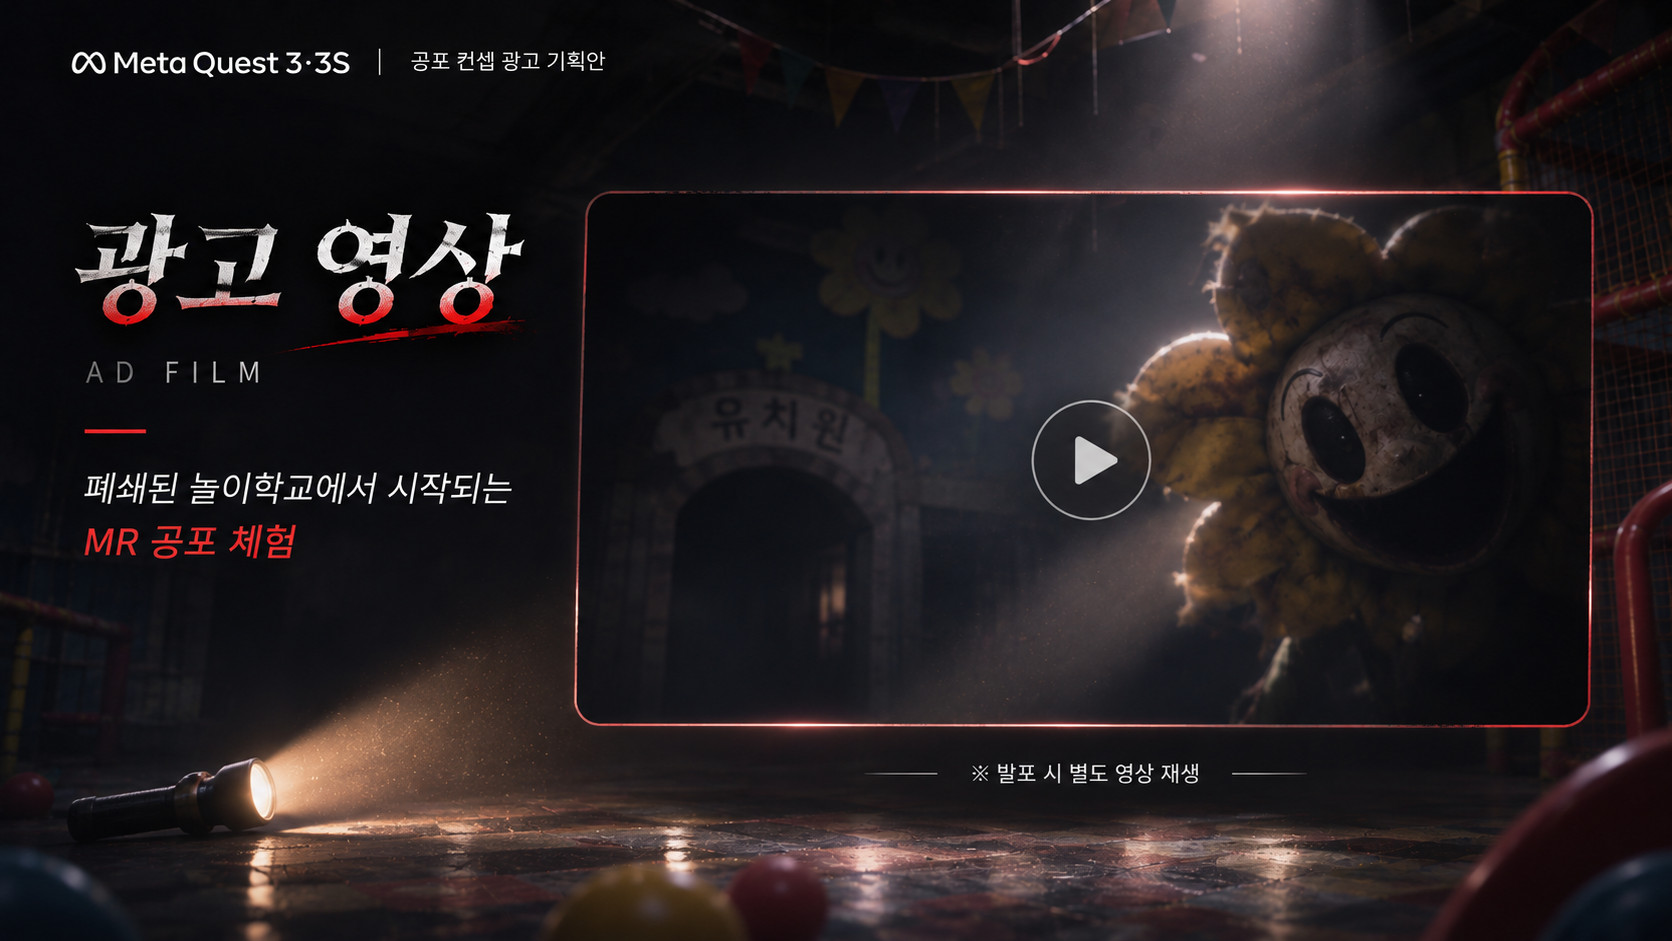 Meta Quest 3·3S | 공포 컨셉 광고 기획안
광고 영상
AD FILM
폐쇄된 놀이학교에서 시작되는
MR 공포 체험
유치원
※ 발포 시 별도 영상 재생